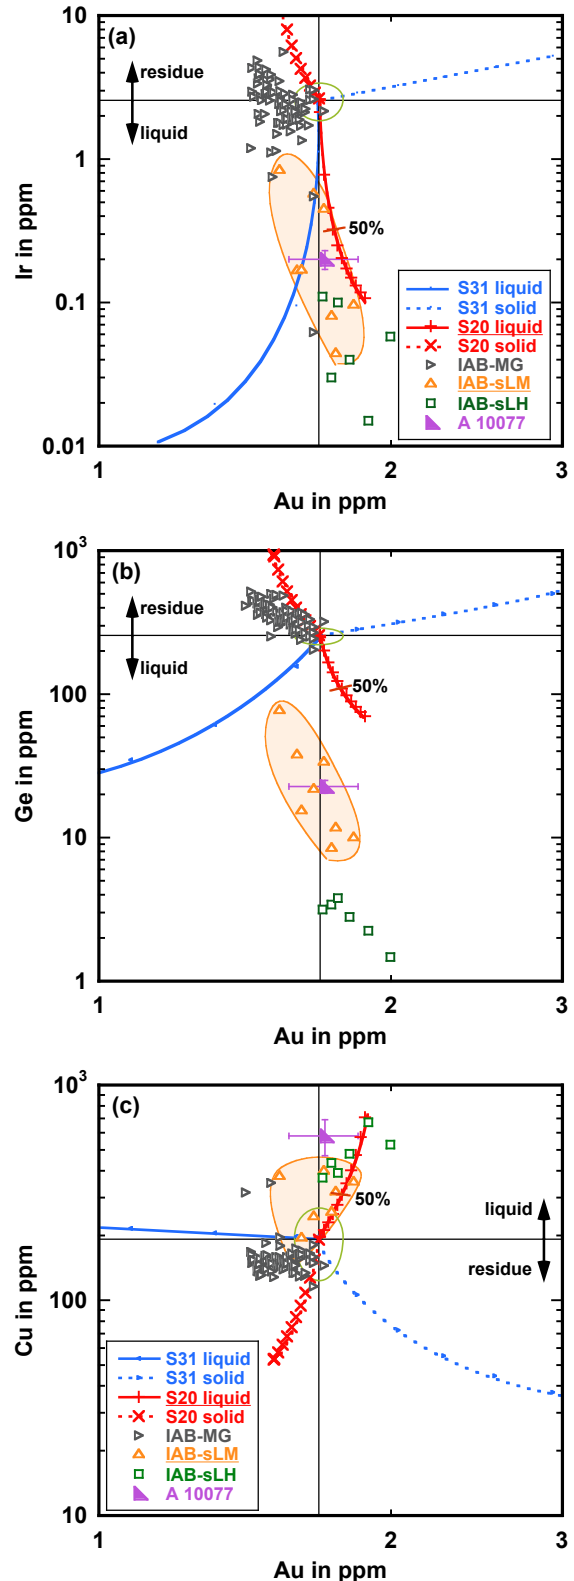 (a)
10
1
0.1
0.01
Ir in ppm
residue
liquid
50%
S31 liquid
S31 solid
S20 liquid
S20 solid
IAB-MG
IAB-sLM
IAB-sLH
A 10077
1
2
3
Au in ppm
(b)
10³
100
10
1
Ge in ppm
residue
liquid
50%
1
2
3
Au in ppm
(c)
10³
100
10
Cu in ppm
50%
liquid
residue
S31 liquid
S31 solid
S20 liquid
S20 solid
IAB-MG
IAB-sLM
IAB-sLH
A 10077
1
2
3
Au in ppm